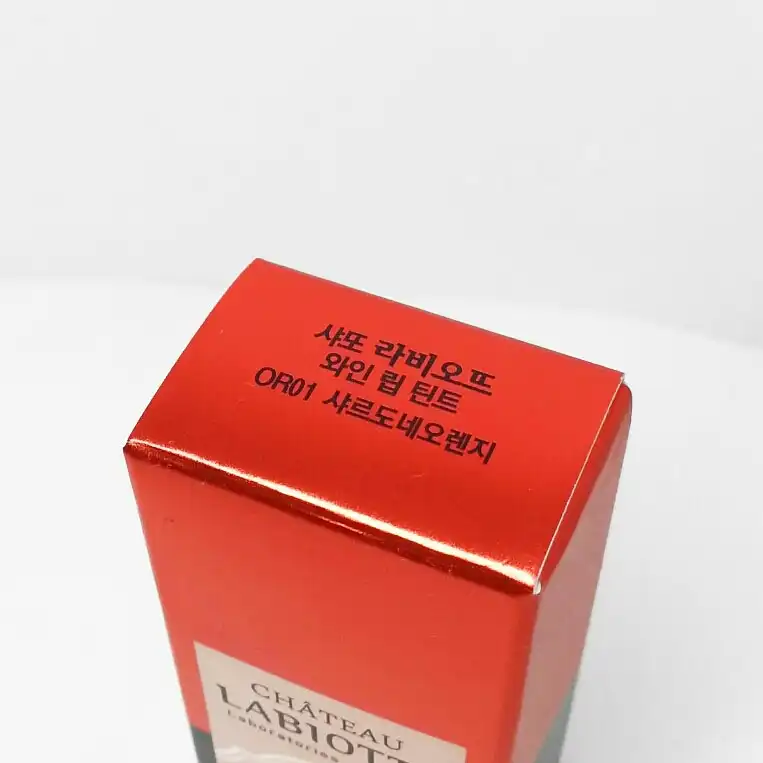 샤또 라비오뜨
와인 립 틴트
OR01 샤르도네오렌지
CHÂTEAU
LABIOTT
Laboratories